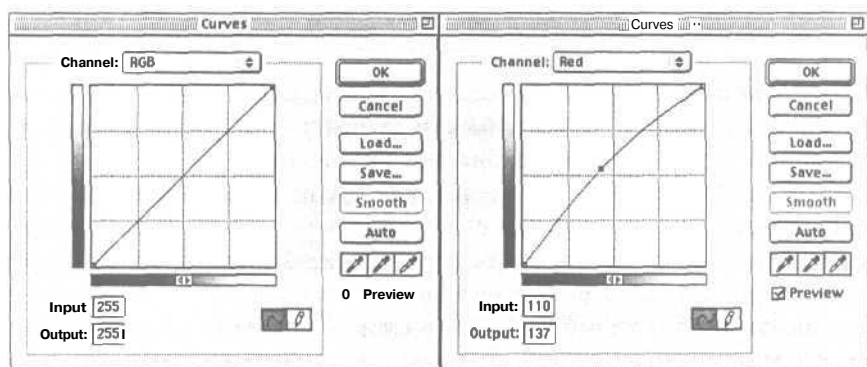 Curves
Channel: RGB
OK
Cancel
Load...
Save...
Smooth
Auto
0 Preview
Input 255
Output: 255
Curves
Channel: Red
OK
Cancel
Load...
Save...
Smooth
Auto
Preview
Input: 110
Output: 137